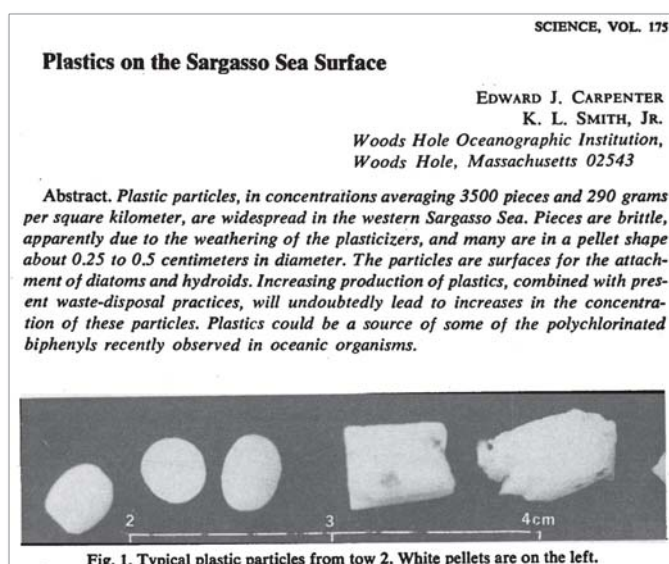 SCIENCE, VOL. 175
Plastics on the Sargasso Sea Surface
EDWARD J. CARPENTER
K. L. SMITH, JR.
Woods Hole Oceanographic Institution,
Woods Hole, Massachusetts 02543
Abstract. Plastic particles, in concentrations averaging 3500 pieces and 290 grams
per square kilometer, are widespread in the western Sargasso Sea. Pieces are brittle,
apparently due to the weathering of the plasticizers, and many are in a pellet shape
about 0.25 to 0.5 centimeters in diameter. The particles are surfaces for the attach-
ment of diatoms and hydroids. Increasing production of plastics, combined with pres-
ent waste-disposal practices, will undoubtedly lead to increases in the concentra-
tion of these particles. Plastics could be a source of some of the polychlorinated
biphenyls recently observed in oceanic organisms.
2 3 4cm
Fig. 1. Typical plastic particles from tow 2. White pellets are on the left.